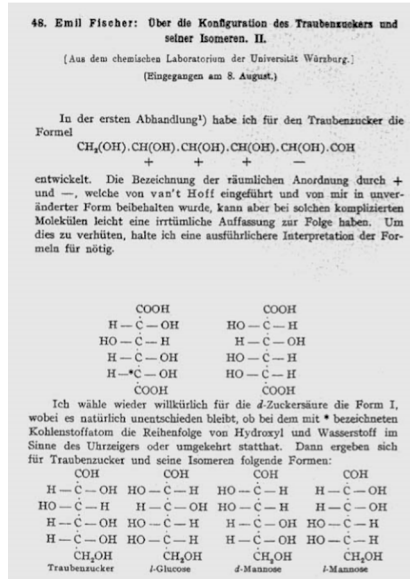 48. Emil Fischer: Über die Konfiguration des Traubenzuckers und
seiner Isomeren. II.
[Aus dem chemischen Laboratorium der Universität Würzburg.]
(Eingegangen am 8. August.)
In der ersten Abhandlung¹) habe ich für den Traubenzucker die
Formel
CH₂(OH).CH(OH).CH(OH).CH(OH).CH(OH).COH
+ + + —
entwickelt. Die Bezeichnung der räumlichen Anordnung durch +
und —, welche von van't Hoff eingeführt und von mir in unver-
änderter Form beibehalten wurde, kann aber bei solchen komplizierten
Molekülen leicht eine irrtümliche Auffassung zur Folge haben. Um
dies zu verhüten, halte ich eine ausführlichere Interpretation der For-
meln für nötig.
COOH COOH
H — C — OH HO — C — H
HO — C — H H — C — OH
H — C — OH HO — C — H
H —*C — OH HO — C — H
COOH COOH
Ich wähle wieder willkürlich für die d-Zuckersäure die Form I,
wobei es natürlich unentschieden bleibt, ob bei dem mit * bezeichneten
Kohlenstoffatom die Reihenfolge von Hydroxyl und Wasserstoff im
Sinne des Uhrzeigers oder umgekehrt statthat. Dann ergeben sich
für Traubenzucker und seine Isomeren folgende Formen:
COH COH COH COH
H — C — OH HO — C — H HO — C — H H — C — OH
HO — C — H H — C — OH HO — C — H H — C — OH
H — C — OH HO — C — H H — C — OH HO — C — H
H — C — OH HO — C — H H — C — OH HO — C — H
CH₂OH CH₂OH CH₂OH CH₂OH
Traubenzucker l-Glucose d-Mannose l-Mannose